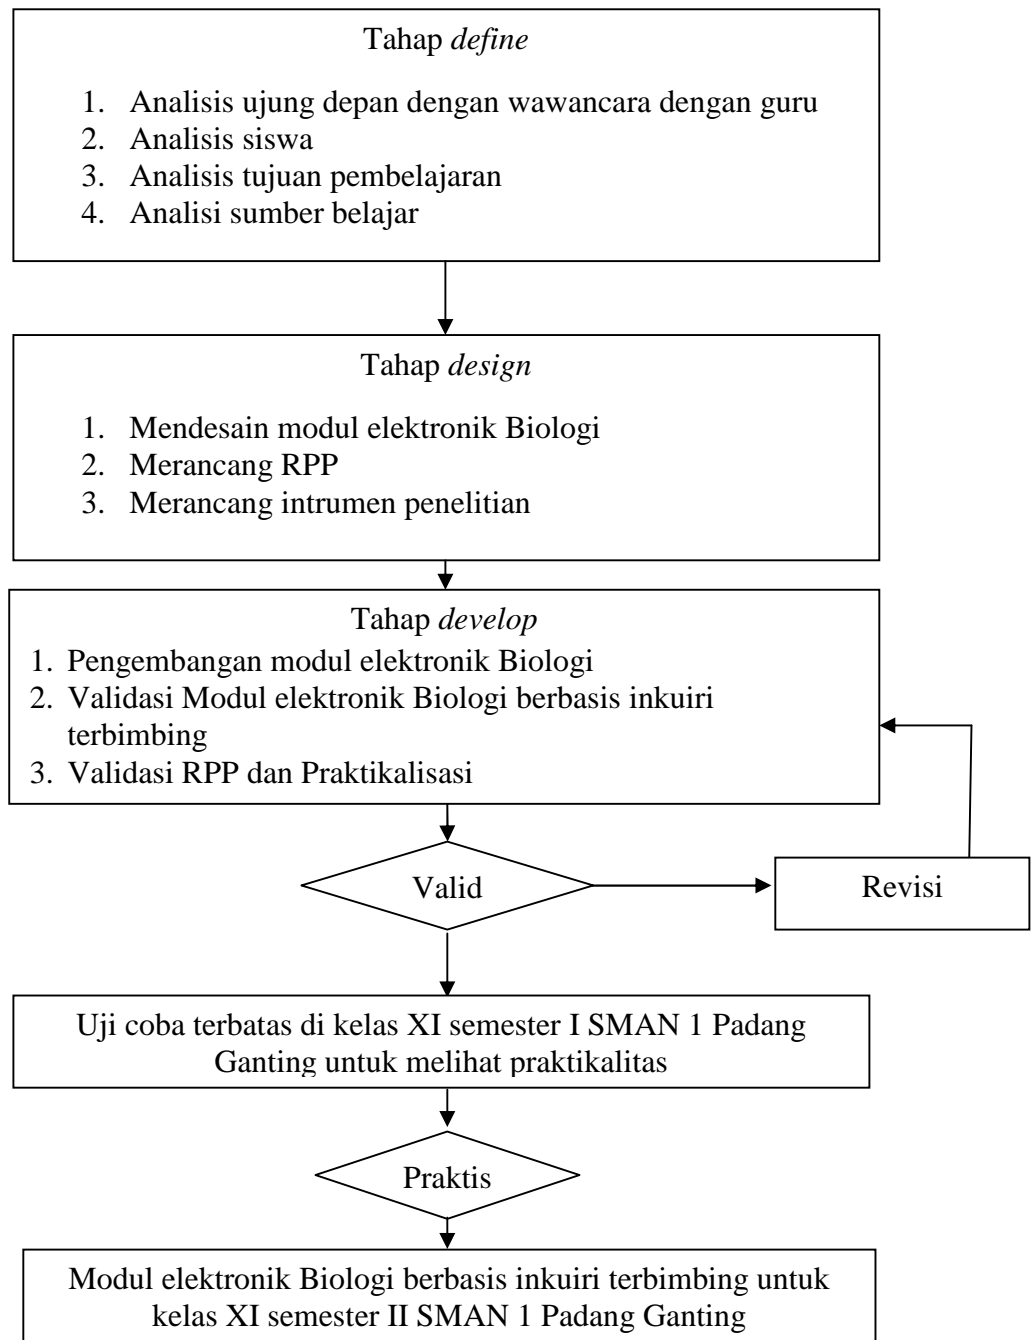 Tahap define
1. Analisis ujung depan dengan wawancara dengan guru
2. Analisis siswa
3. Analisis tujuan pembelajaran
4. Analisi sumber belajar
Tahap design
1. Mendesain modul elektronik Biologi
2. Merancang RPP
3. Merancang intrumen penelitian
Tahap develop
1. Pengembangan modul elektronik Biologi
2. Validasi Modul elektronik Biologi berbasis inkuiri
terbimbing
3. Validasi RPP dan Praktikalisasi
Valid
Revisi
Uji coba terbatas di kelas XI semester I SMAN 1 Padang
Ganting untuk melihat praktikalitas
Praktis
Modul elektronik Biologi berbasis inkuiri terbimbing untuk
kelas XI semester II SMAN 1 Padang Ganting